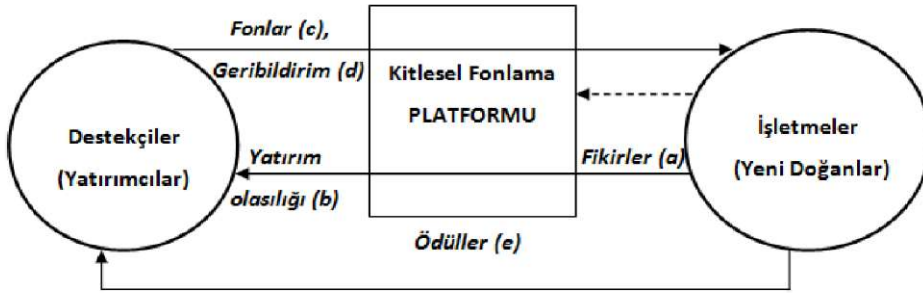 Fonlar (c),
Geribildirim (d)
Kitlesel Fonlama
PLATFORMU
Destekçiler
(Yatırımcılar)
İşletmeler
(Yeni Doğanlar)
Yatırım
olasılığı (b)
Fikirler (a)
Ödüller (e)